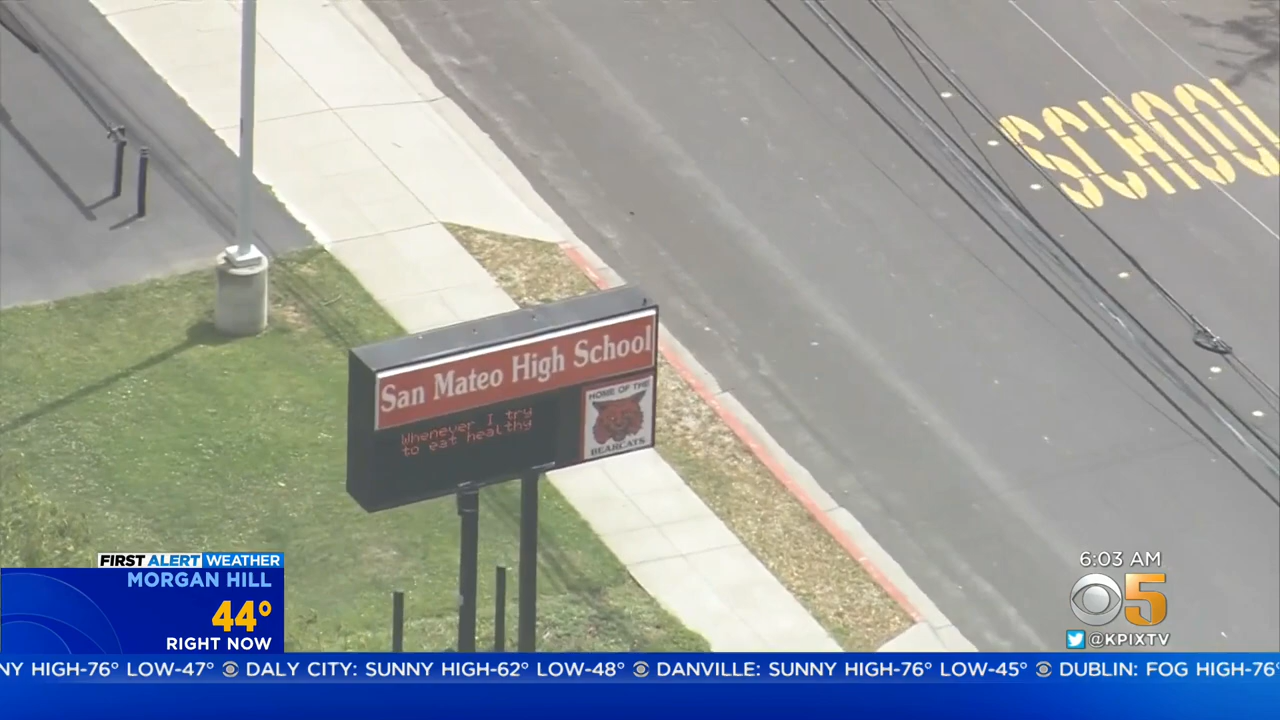 SCHOOL
San Mateo High School
Whenever I try
to eat healthy
HOME OF THE
BEARCATS
FIRST ALERT WEATHER
MORGAN HILL
44°
RIGHT NOW
6:03 AM
5
@KPIXTV
NY HIGH-76° LOW-47° DALY CITY: SUNNY HIGH-62° LOW-48° DANVILLE: SUNNY HIGH-76° LOW-45° DUBLIN: FOG HIGH-76°